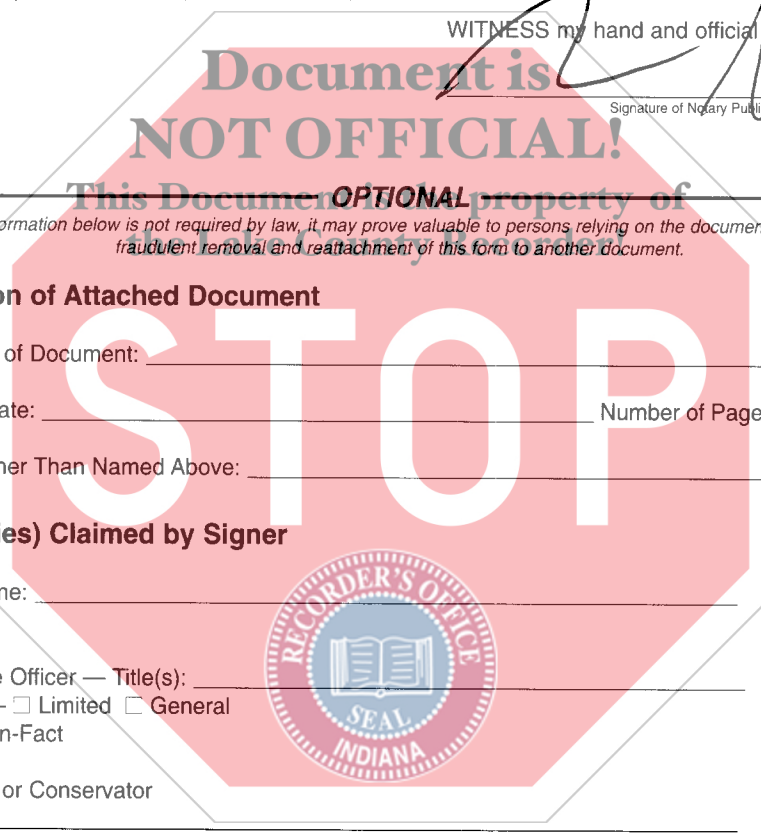 WITNESS my hand and official
Document is
Signature of Notary Publi
NOT OFFICIAL!
OPTIONAL
This Document is the property of
ormation below is not required by law, it may prove valuable to persons relying on the documen
fraudulent removal and reattachment of this form to another document.
the Lake County Recorder!
on of Attached Document
STOP
of Document:
ate: Number of Page
her Than Named Above:
ies) Claimed by Signer
me:
RECORDER'S OFFICE
e Officer — Title(s):
– ☐ Limited ☐ General
n-Fact
SEAL
INDIANA
or Conservator